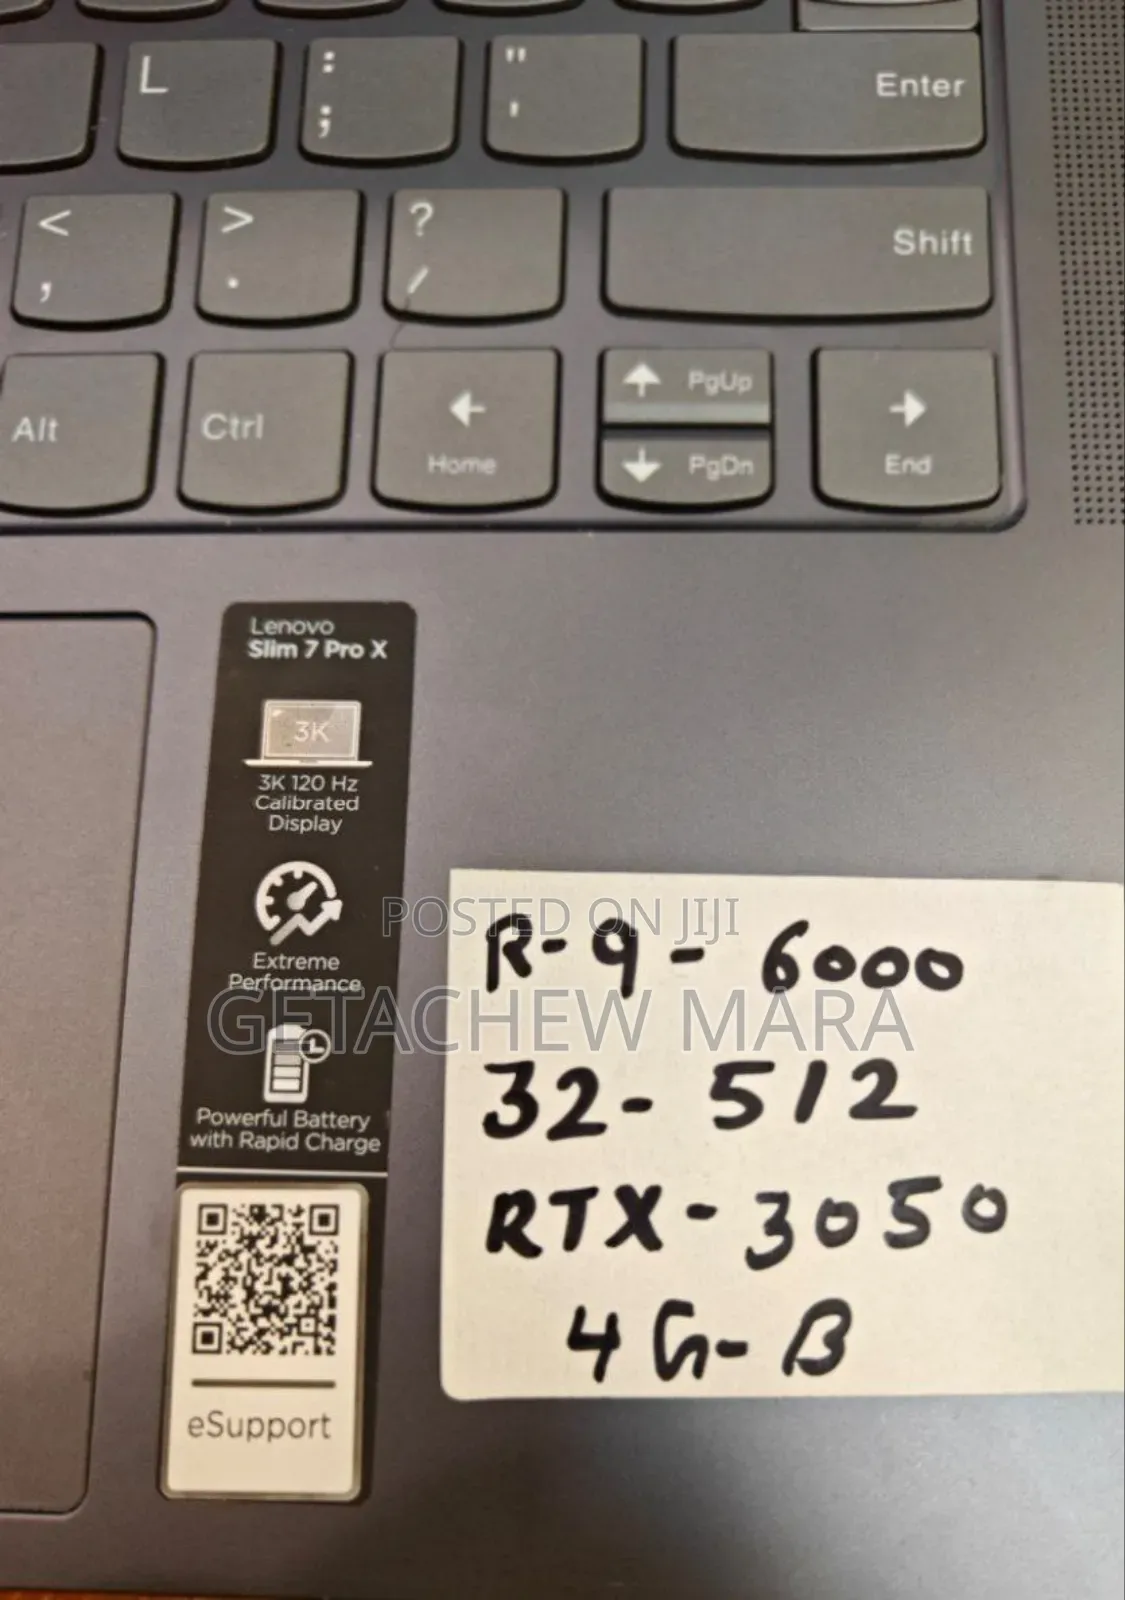 L
:
;
"
'
Enter
<
,
>
.
?
/
Shift
Alt
Ctrl
Home
PgUp
PgDn
End
Lenovo
Slim 7 Pro X
3K
3K 120 Hz
Calibrated
Display
Extreme
Performance
Powerful Battery
with Rapid Charge
eSupport
POSTED ON JIJI
GETACHEW MARA
R-9-6000
32-512
RTX-3050
4G-B